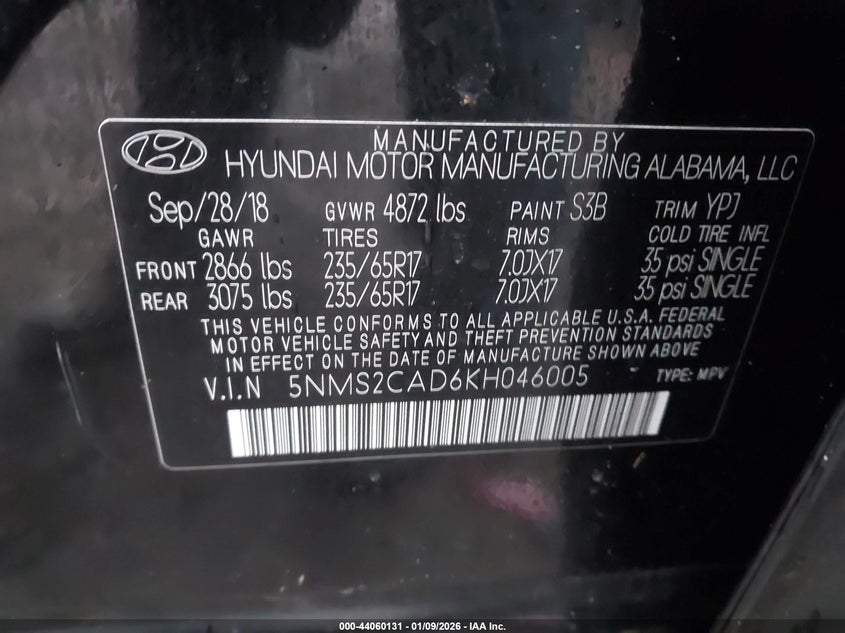 MANUFACTURED BY
HYUNDAI MOTOR MANUFACTURING ALABAMA, LLC
Sep/28/18 GVWR 4872 lbs PAINT S3B TRIM YPJ
GAWR TIRES RIMS COLD TIRE INFL
FRONT 2866 lbs 235/65R17 7.0JX17 35 psi SINGLE
REAR 3075 lbs 235/65R17 7.0JX17 35 psi SINGLE
THIS VEHICLE CONFORMS TO ALL APPLICABLE U.S.A. FEDERAL
MOTOR VEHICLE SAFETY AND THEFT PREVENTION STANDARDS
IN EFFECT ON THE DATE OF MANUFACTURE SHOWN ABOVE
V.I.N 5NMS2CAD6KH046005 TYPE: MPV
000-44060131 - 01/09/2026 - IAA Inc.